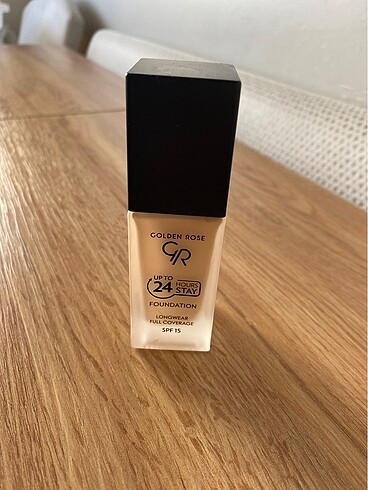 GOLDEN ROSE
GR
UP TO
24 HOURS
STAY
FOUNDATION
LONGWEAR
FULL COVERAGE
SPF 15